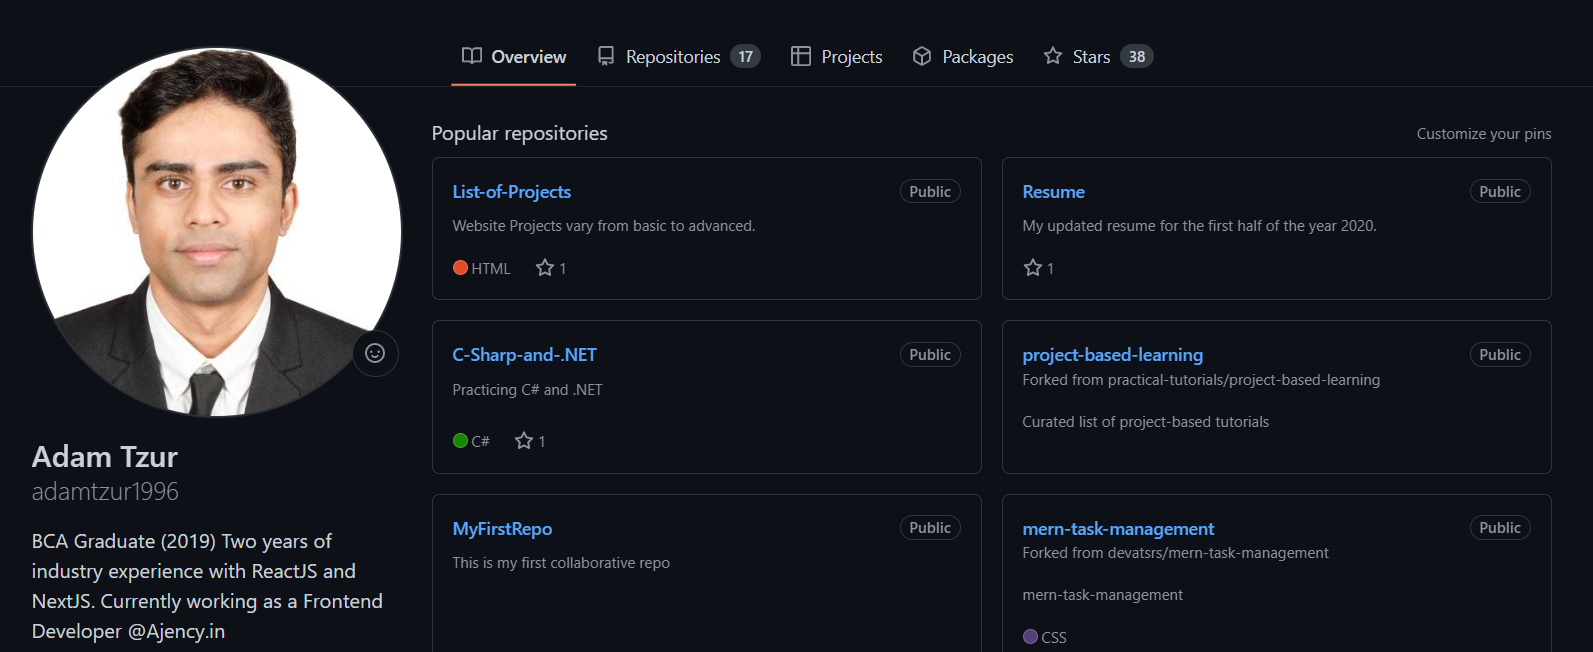 Overview
Repositories 17
Projects
Packages
Stars 38
Adam Tzur
adamtzur1996
BCA Graduate (2019) Two years of
industry experience with ReactJS and
NextJS. Currently working as a Frontend
Developer @Ajency.in
Popular repositories
Customize your pins
List-of-Projects
Public
Website Projects vary from basic to advanced.
HTML
1
Resume
Public
My updated resume for the first half of the year 2020.
1
C-Sharp-and-.NET
Public
Practicing C# and .NET
C#
1
project-based-learning
Public
Forked from practical-tutorials/project-based-learning
Curated list of project-based tutorials
MyFirstRepo
Public
This is my first collaborative repo
mern-task-management
Public
Forked from devatsrs/mern-task-management
mern-task-management
CSS